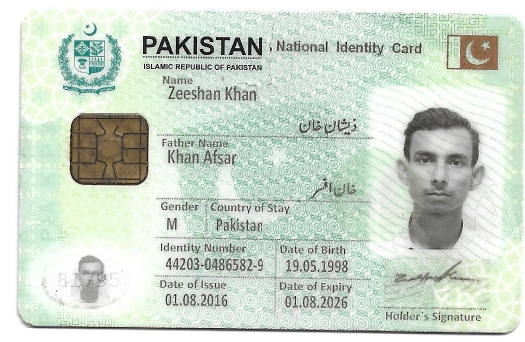 PAKISTAN National Identity Card
ISLAMIC REPUBLIC OF PAKISTAN
Name
Zeeshan Khan
ذیشان خان
Father Name
Khan Afsar
خان افسر
Gender Country of Stay
M Pakistan
Identity Number Date of Birth
44203-0486582-9 19.05.1998
Date of Issue Date of Expiry
01.08.2016 01.08.2026
81795
Holder's Signature